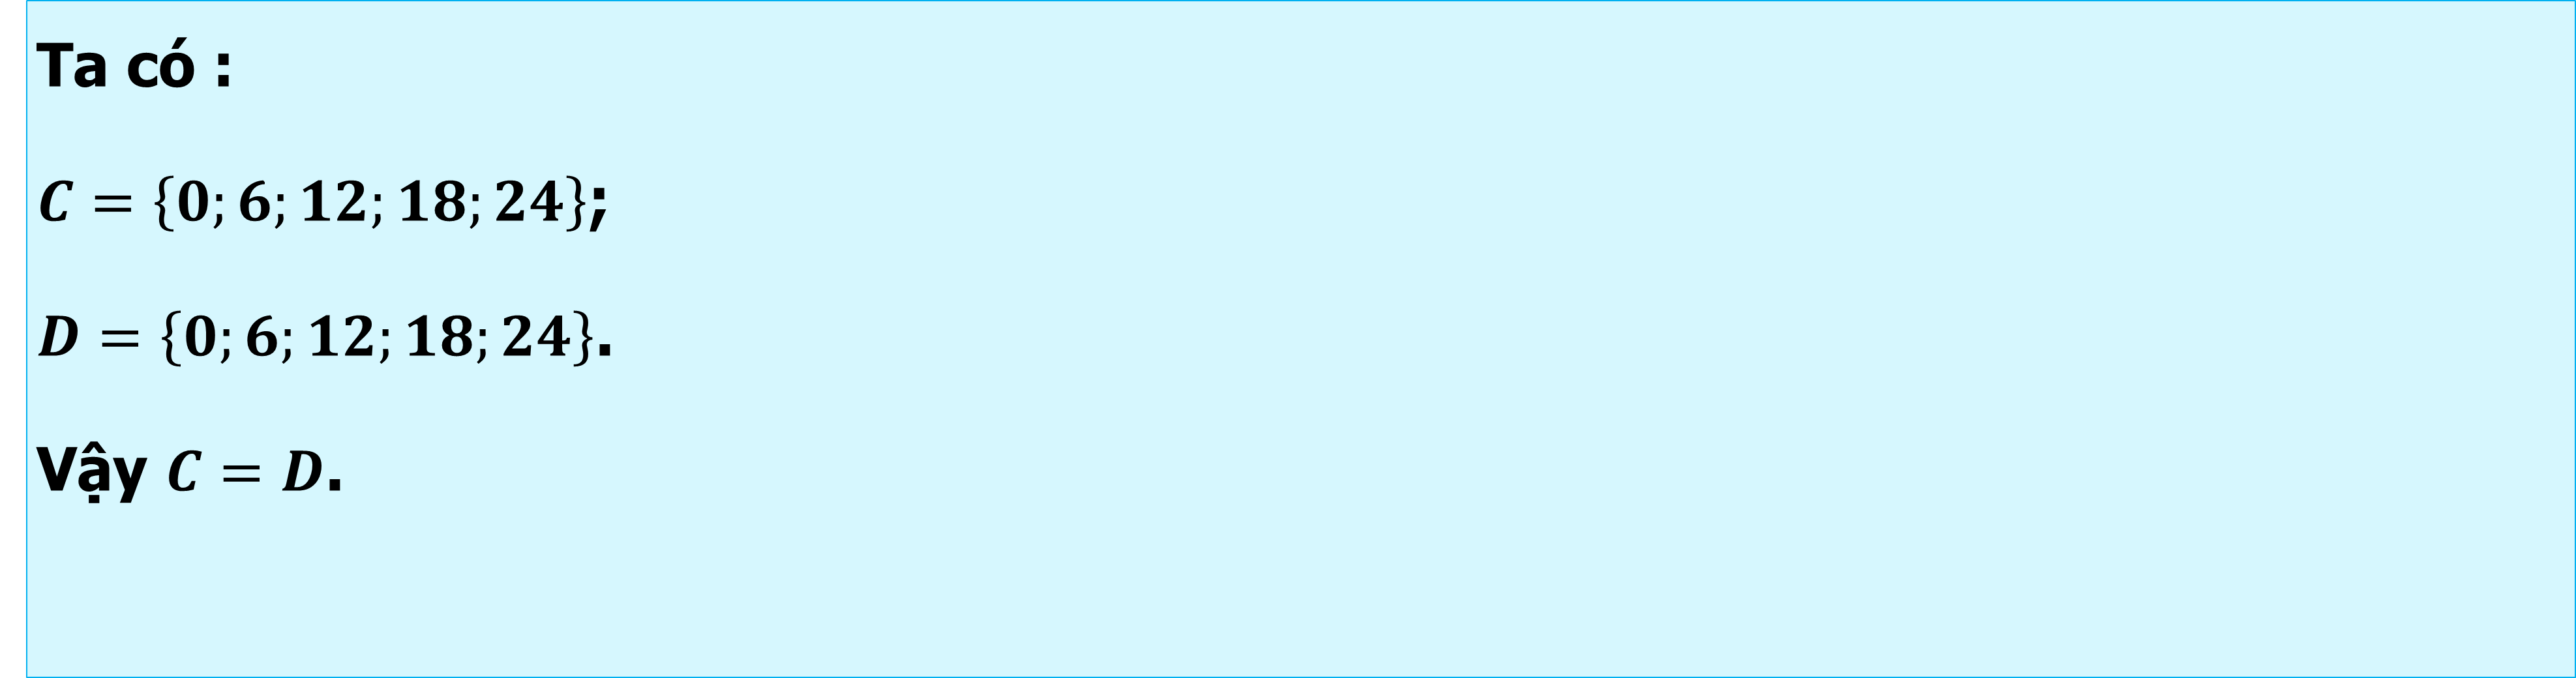 Ta có :
C = {0; 6; 12; 18; 24};
D = {0; 6; 12; 18; 24}.
Vậy C = D.